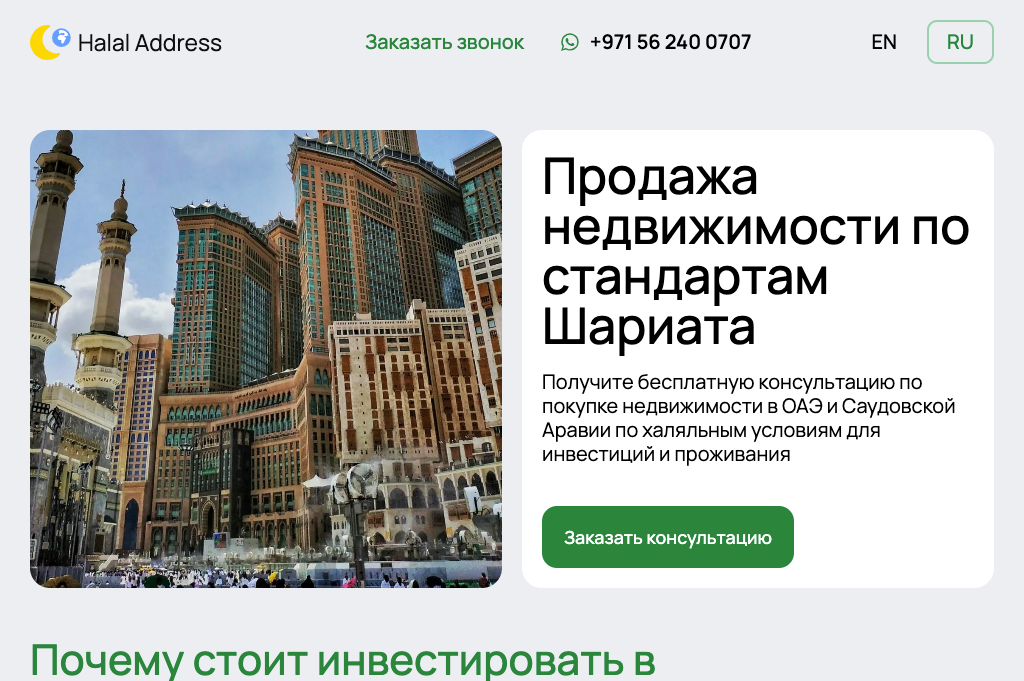 Halal Address
Заказать звонок
+971 56 240 0707
EN
RU
Продажа
недвижимости по
стандартам
Шариата
Получите бесплатную консультацию по
покупке недвижимости в ОАЭ и Саудовской
Аравии по халяльным условиям для
инвестиций и проживания
Заказать консультацию
Почему стоит инвестировать в